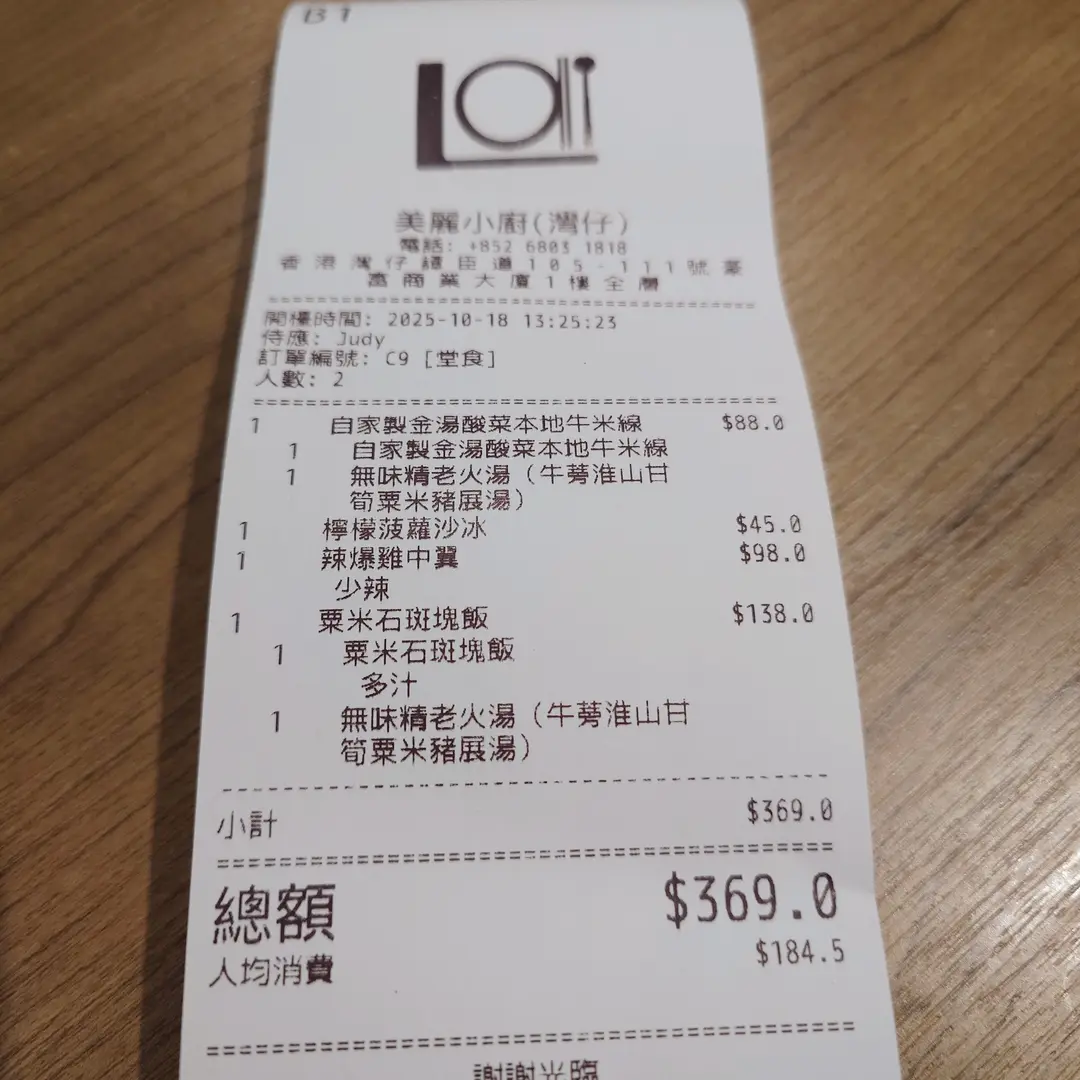 B1
Lali
美麗小廚(灣仔)
電話: +852 6803 1818
香港灣仔譚臣道105-111號豪
富商業大廈1樓全層
開檯時間: 2025-10-18 13:25:23
侍應: Judy
訂單編號: C9 [堂食]
人數: 2
1 自家製金湯酸菜本地牛米線 $88.0
1 自家製金湯酸菜本地牛米線
1 無味精老火湯（牛蒡淮山甘
筍粟米豬展湯）
1 檸檬菠蘿沙冰 $45.0
1 辣爆雞中翼 $98.0
少辣
1 粟米石斑塊飯 $138.0
1 粟米石斑塊飯
多汁
1 無味精老火湯（牛蒡淮山甘
筍粟米豬展湯）
小計 $369.0
總額 $369.0
人均消費 $184.5
謝謝光臨